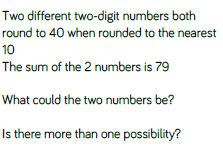 Two different two-digit numbers both
round to 40 when rounded to the nearest
10
The sum of the 2 numbers is 79
What could the two numbers be?
Is there more than one possibility?